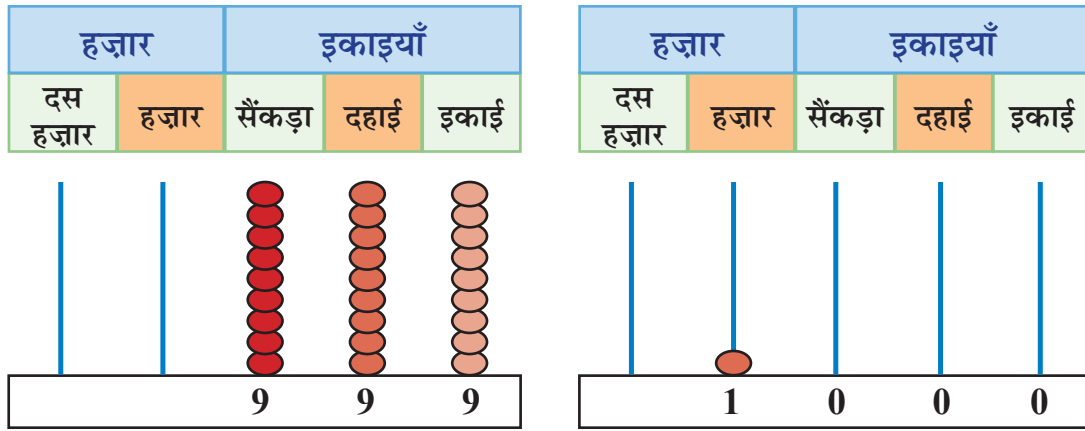 हज़ार इकाइयाँ
दस हज़ार हज़ार सैंकड़ा दहाई इकाई
9 9 9
हज़ार इकाइयाँ
दस हज़ार हज़ार सैंकड़ा दहाई इकाई
1 0 0 0